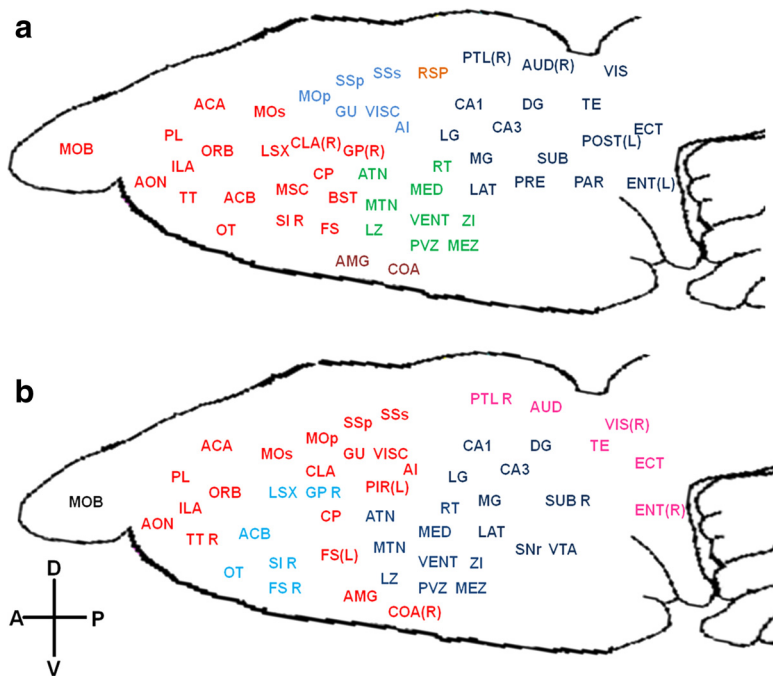 a
PTL(R) AUD(R) VIS
SSp SSs RSP
ACA MOs MOp GU VISC AI CA1 DG TE
MOB PL ORB LSX CLA(R) GP(R) LG CA3 POST(L) ECT
ILA CP ATN RT MG SUB
AON TT ACB MSC BST MED LAT PRE PAR ENT(L)
MTN
OT SI R FS LZ VENT ZI
PVZ MEZ
AMG COA
b
PTL R AUD
SSp SSs VIS(R)
ACA MOs MOp GU VISC CA1 DG TE
PL CLA AI LG CA3 ECT
MOB ILA ORB LSX GP R PIR(L) RT MG SUB R ENT(R)
AON TT R ACB CP ATN MED LAT
MTN SNr VTA
OT SI R FS(L) VENT ZI
FS R LZ PVZ MEZ
AMG COA(R)
D
A P
V